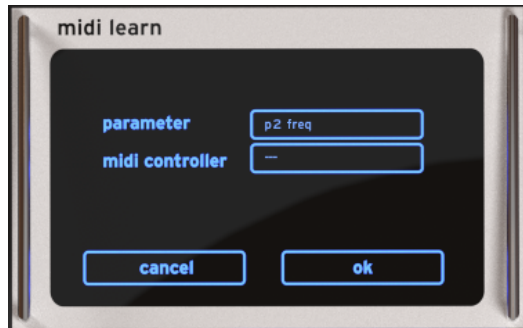 midi learn
parameter p2 freq
midi controller ---
cancel ok